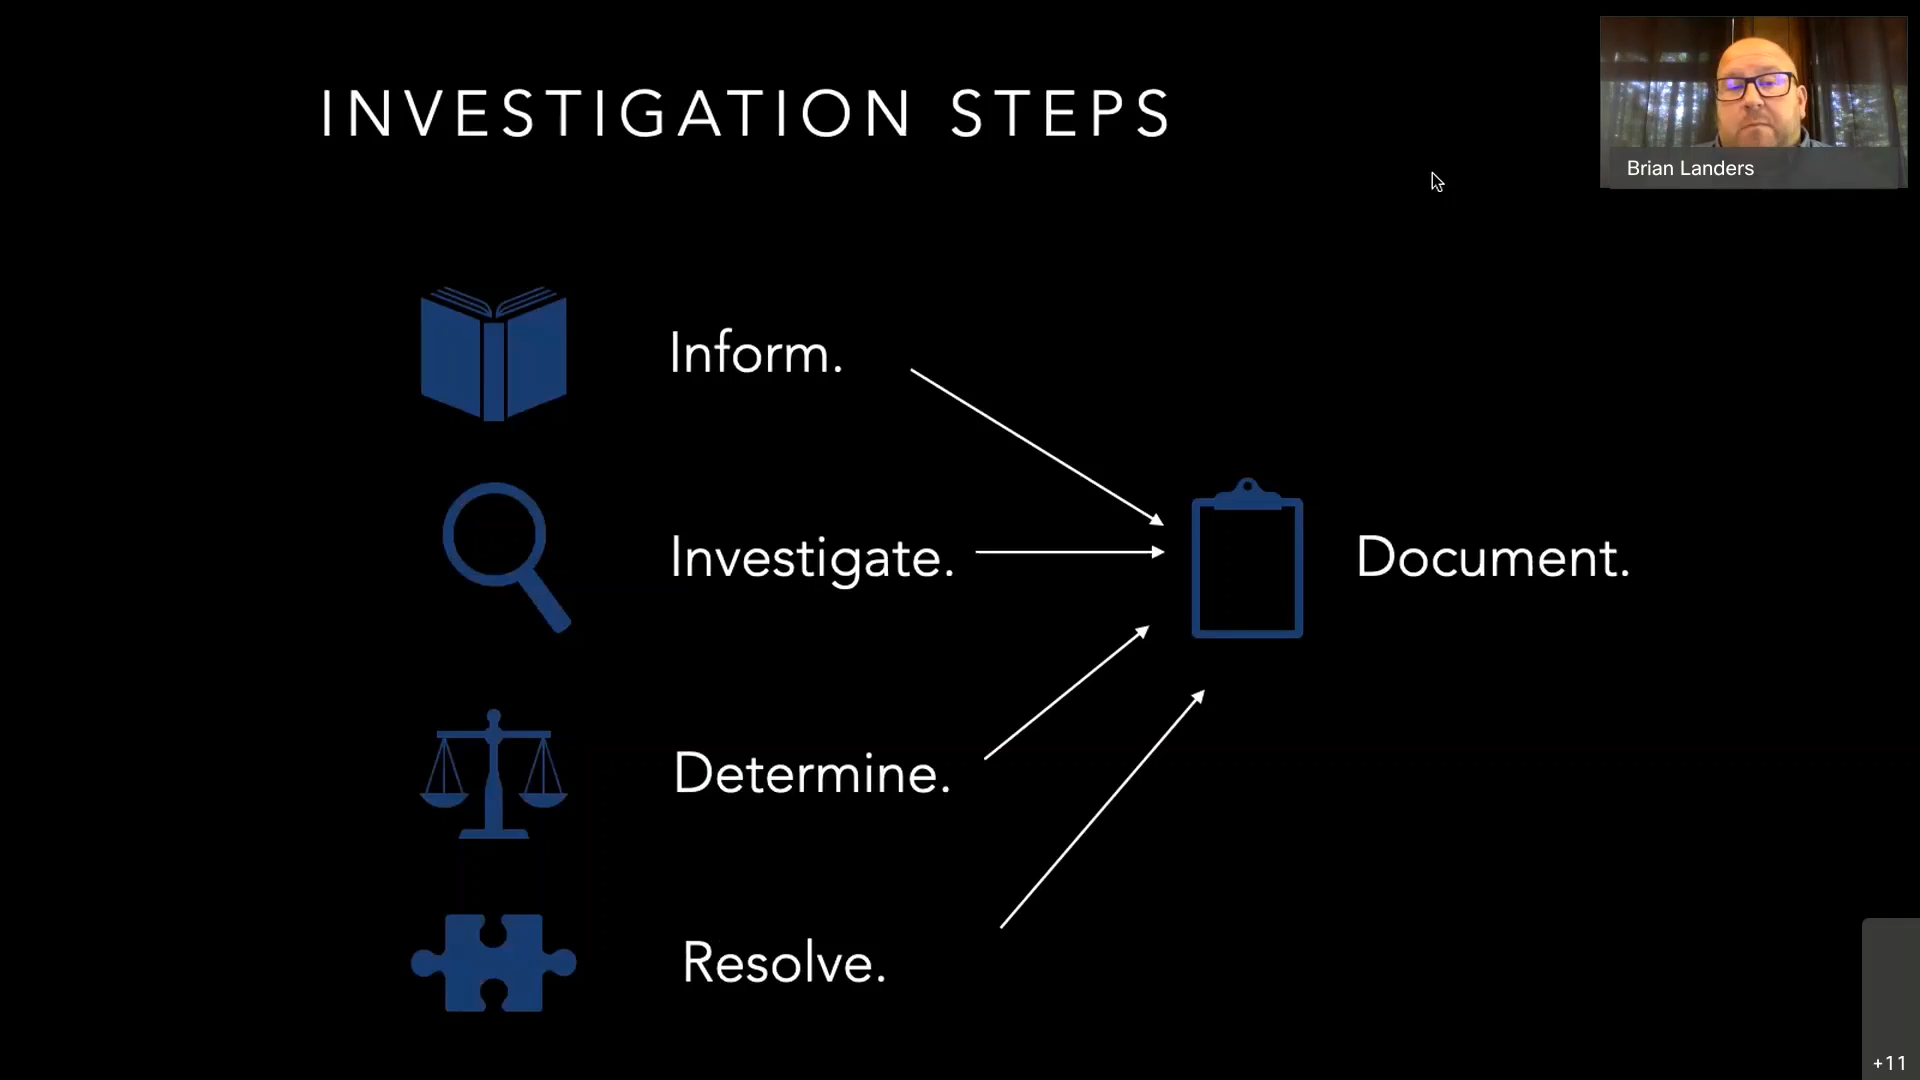 INVESTIGATION STEPS
Brian Landers
Inform.
Investigate.
Document.
Determine.
Resolve.
+11